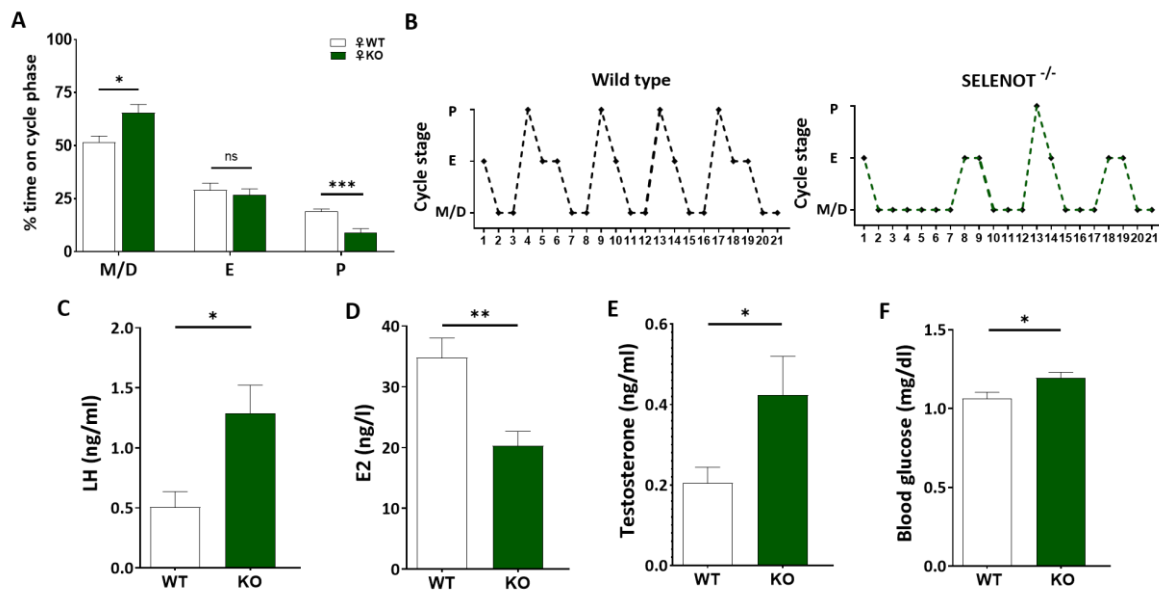 A
100
75
50
25
0
% time on cycle phase
♀WT
♀KO
*
ns
***
M/D
E
P
B
Wild type
P
E
M/D
Cycle stage
1 2 3 4 5 6 7 8 9 10 11 12 13 14 15 16 17 18 19 20 21
SELENOT -/-
P
E
M/D
Cycle stage
1 2 3 4 5 6 7 8 9 10 11 12 13 14 15 16 17 18 19 20 21
C
*
2.0
1.5
1.0
0.5
0.0
LH (ng/ml)
WT KO
D
**
40
30
20
10
0
E2 (ng/l)
WT KO
E
*
0.6
0.4
0.2
0.0
Testosterone (ng/ml)
WT KO
F
*
1.5
1.0
0.5
0.0
Blood glucose (mg/dl)
WT KO